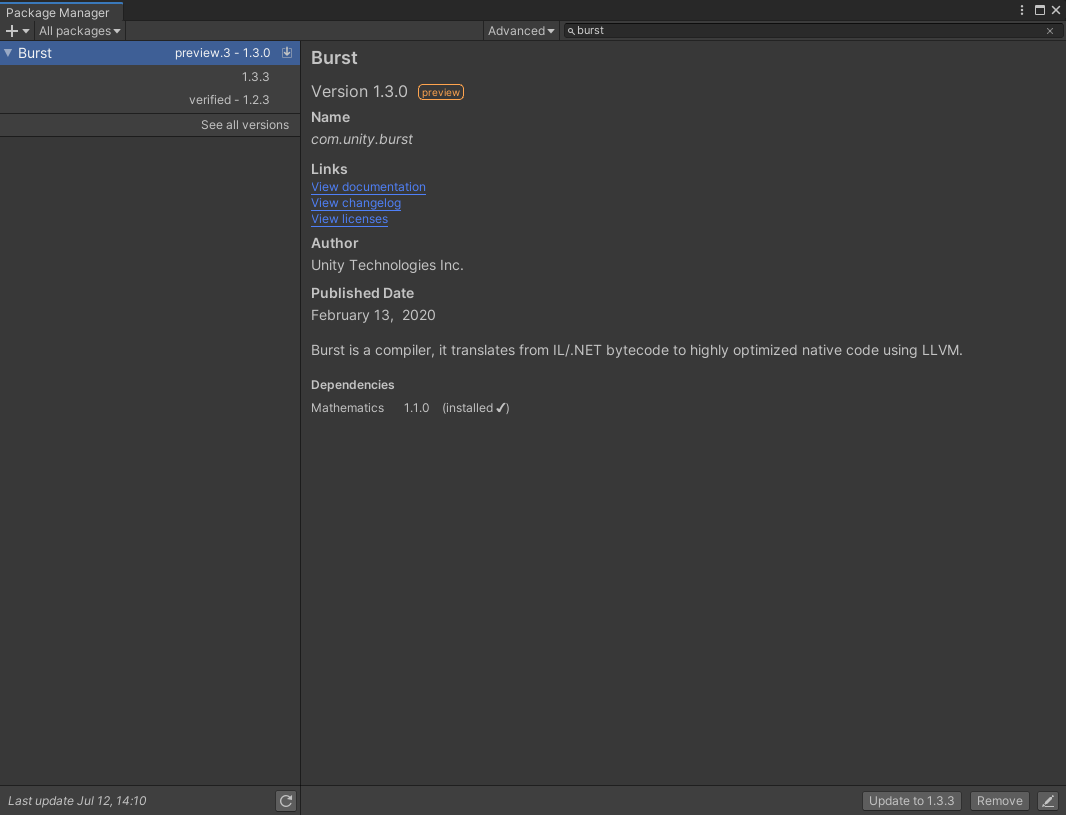 Package Manager
All packages
Advanced
burst
Burst preview.3 - 1.3.0
1.3.3
verified - 1.2.3
See all versions
Burst
Version 1.3.0 preview
Name
com.unity.burst
Links
View documentation
View changelog
View licenses
Author
Unity Technologies Inc.
Published Date
February 13,  2020
Burst is a compiler, it translates from IL/.NET bytecode to highly optimized native code using LLVM.
Dependencies
Mathematics 1.1.0 (installed ✔)
Last update Jul 12, 14:10
Update to 1.3.3
Remove